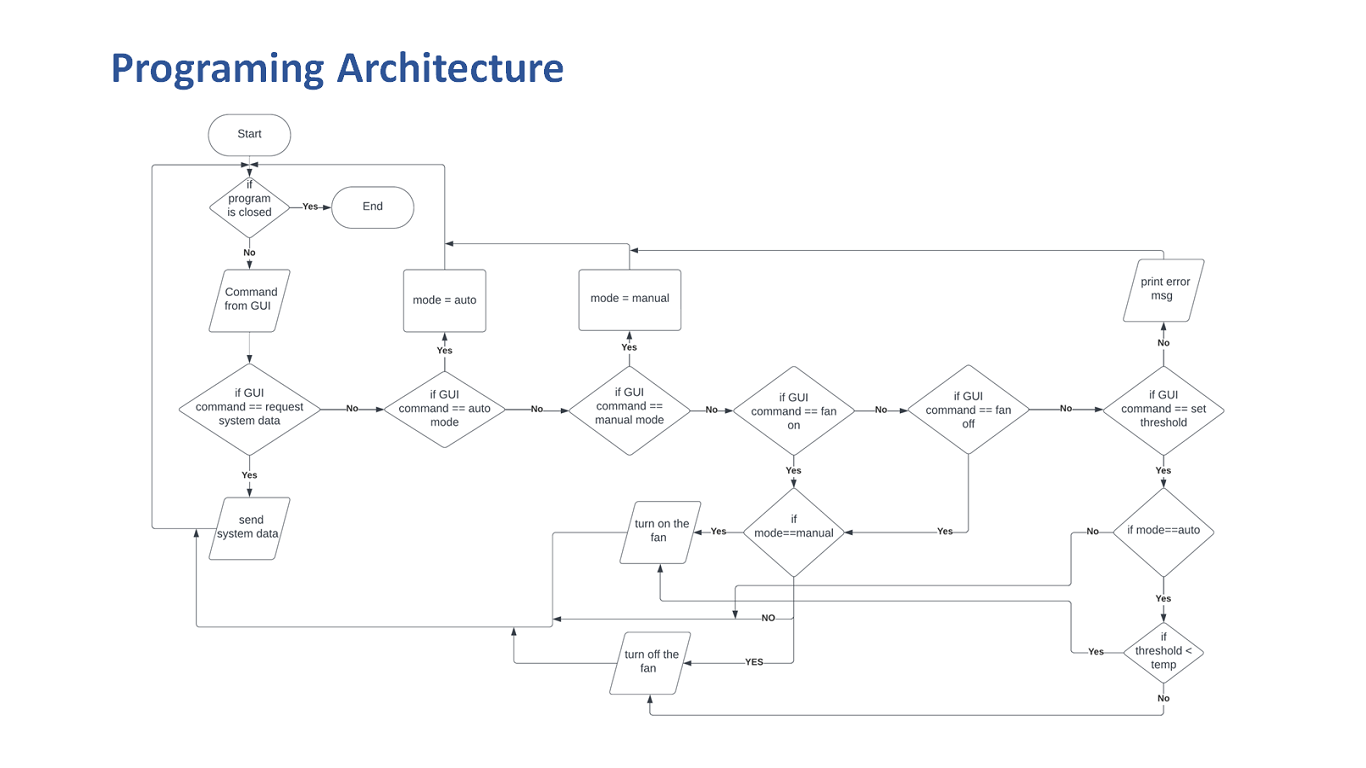 Programing Architecture
Start
if
program
is closed
Yes
End
No
Command
from GUI
mode = auto
mode = manual
print error
msg
Yes
Yes
No
if GUI
command == request
system data
No
if GUI
command == auto
mode
No
if GUI
command ==
manual mode
No
if GUI
command == fan
on
No
if GUI
command == fan
off
No
if GUI
command == set
threshold
Yes
Yes
Yes
send
system data
turn on the
fan
Yes
if
mode==manual
Yes
No
if mode==auto
Yes
NO
turn off the
fan
YES
Yes
if
threshold <
temp
No